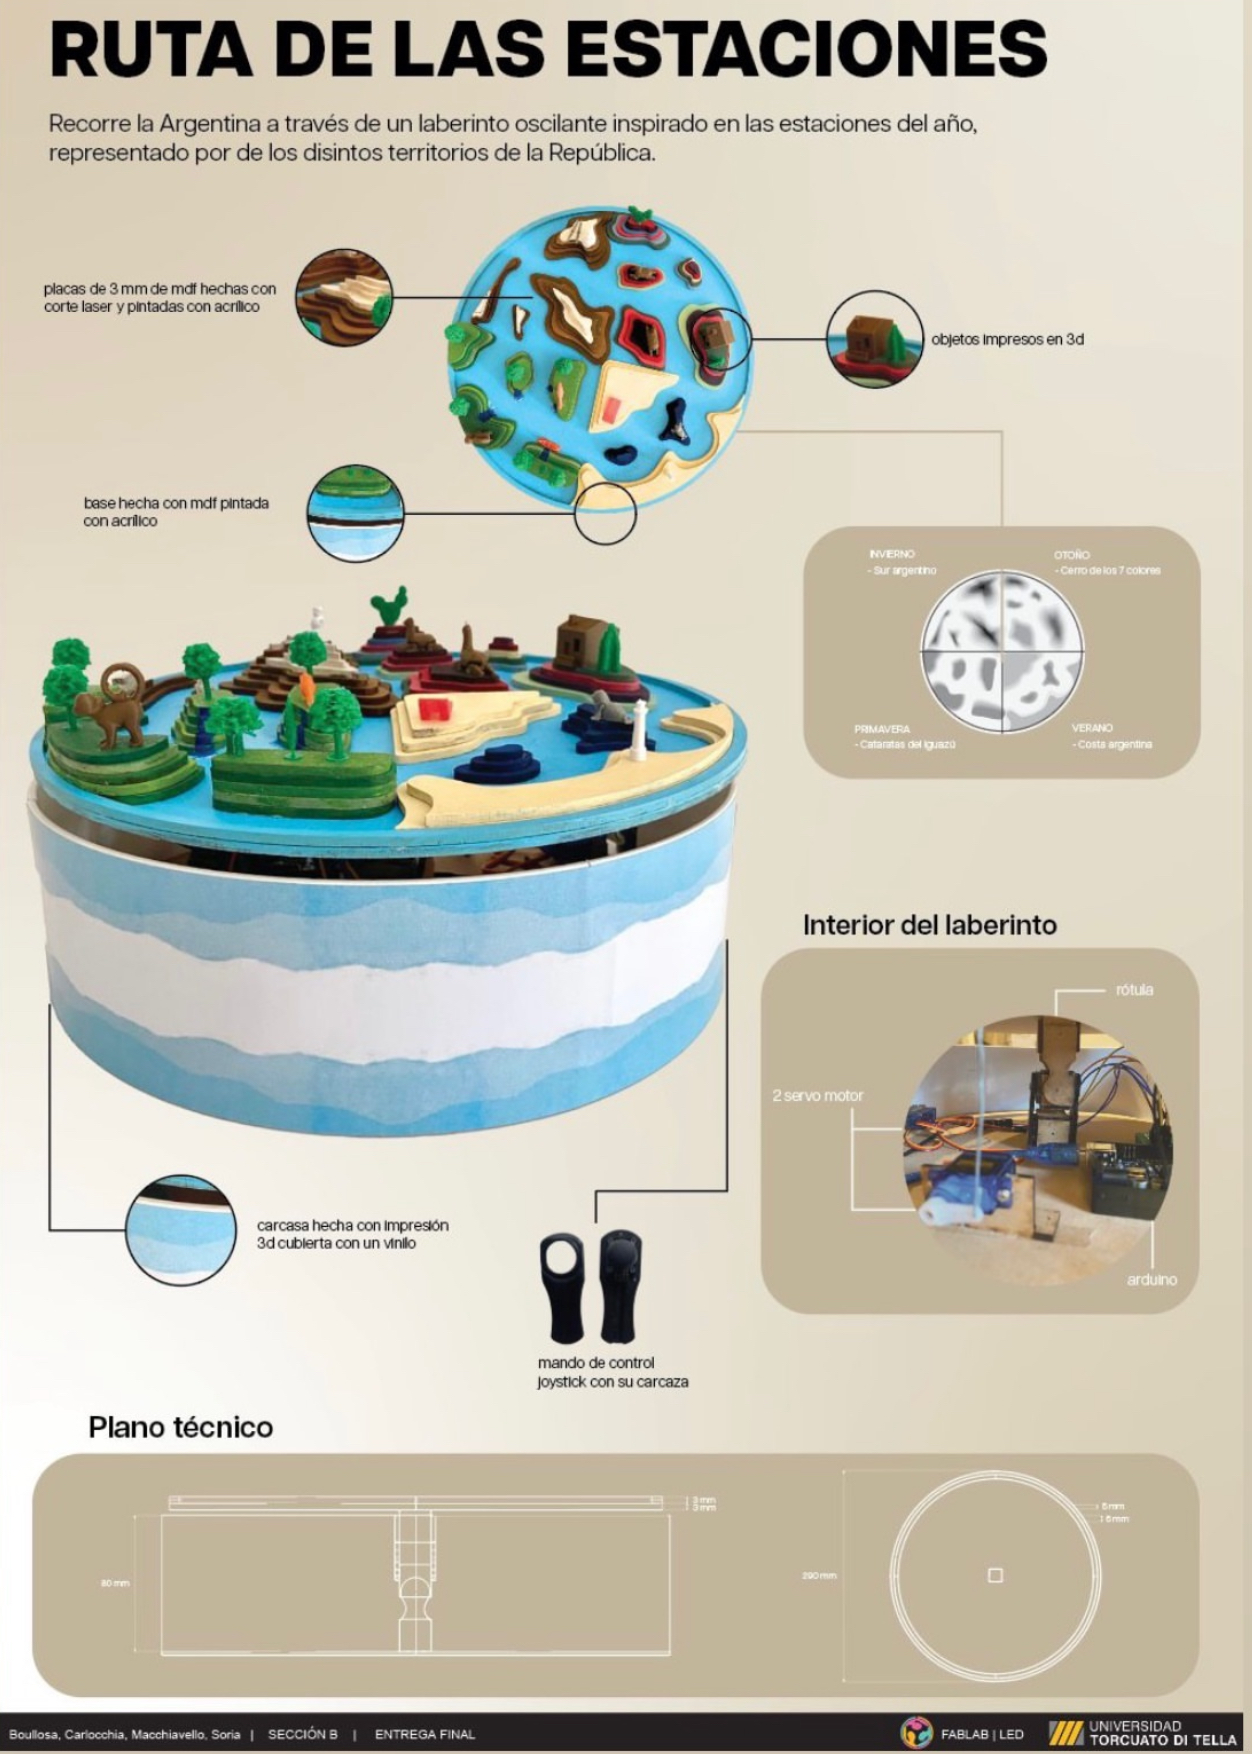 RUTA DE LAS ESTACIONES
Recorre la Argentina a través de un laberinto oscilante inspirado en las estaciones del año,
representado por de los disintos territorios de la República.
placas de 3 mm de mdf hechas con
corte laser y pintadas con acrílico
objetos impresos en 3d
base hecha con mdf pintada
con acrílico
INVIERNO
- Sur argentino
OTOÑO
- Cerro de los 7 colores
PRIMAVERA
- Cataratas del Iguazú
VERANO
- Costa argentina
Interior del laberinto
rótula
2 servo motor
arduino
carcasa hecha con impresión
3d cubierta con un vinilo
mando de control
joystick con su carcaza
Plano técnico
3 mm
3 mm
80 mm
5 mm
5 mm
290 mm
Boullosa, Carlocchia, Macchiavello, Soria | SECCIÓN B | ENTREGA FINAL
FABLAB | LED
UNIVERSIDAD
TORCUATO DI TELLA